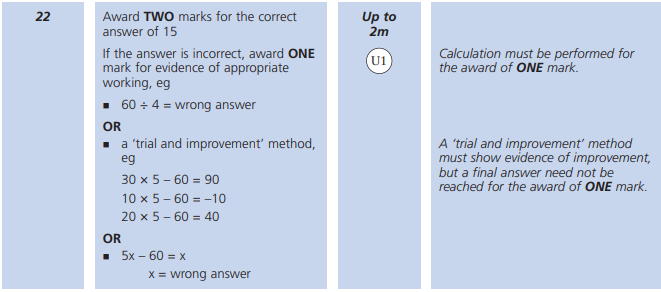 22
Award TWO marks for the correct
answer of 15
If the answer is incorrect, award ONE
mark for evidence of appropriate
working, eg
■ 60 ÷ 4 = wrong answer
OR
■ a ‘trial and improvement’ method,
eg
30 × 5 – 60 = 90
10 × 5 – 60 = –10
20 × 5 – 60 = 40
OR
■ 5x – 60 = x
x = wrong answer
Up to
2m
U1
Calculation must be performed for
the award of ONE mark.
A ‘trial and improvement’ method
must show evidence of improvement,
but a final answer need not be
reached for the award of ONE mark.